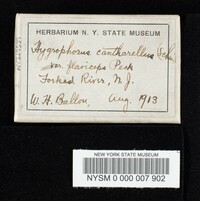 HERBARIUM N. Y. STATE MUSEUM
Hygrophorus cantharellus Schw
var. flaviceps Peck
Forked River, N. J.
W. H. Ballou, Aug. 1913
NEW YORK STATE MUSEUM
NYSM 0 000 007 902